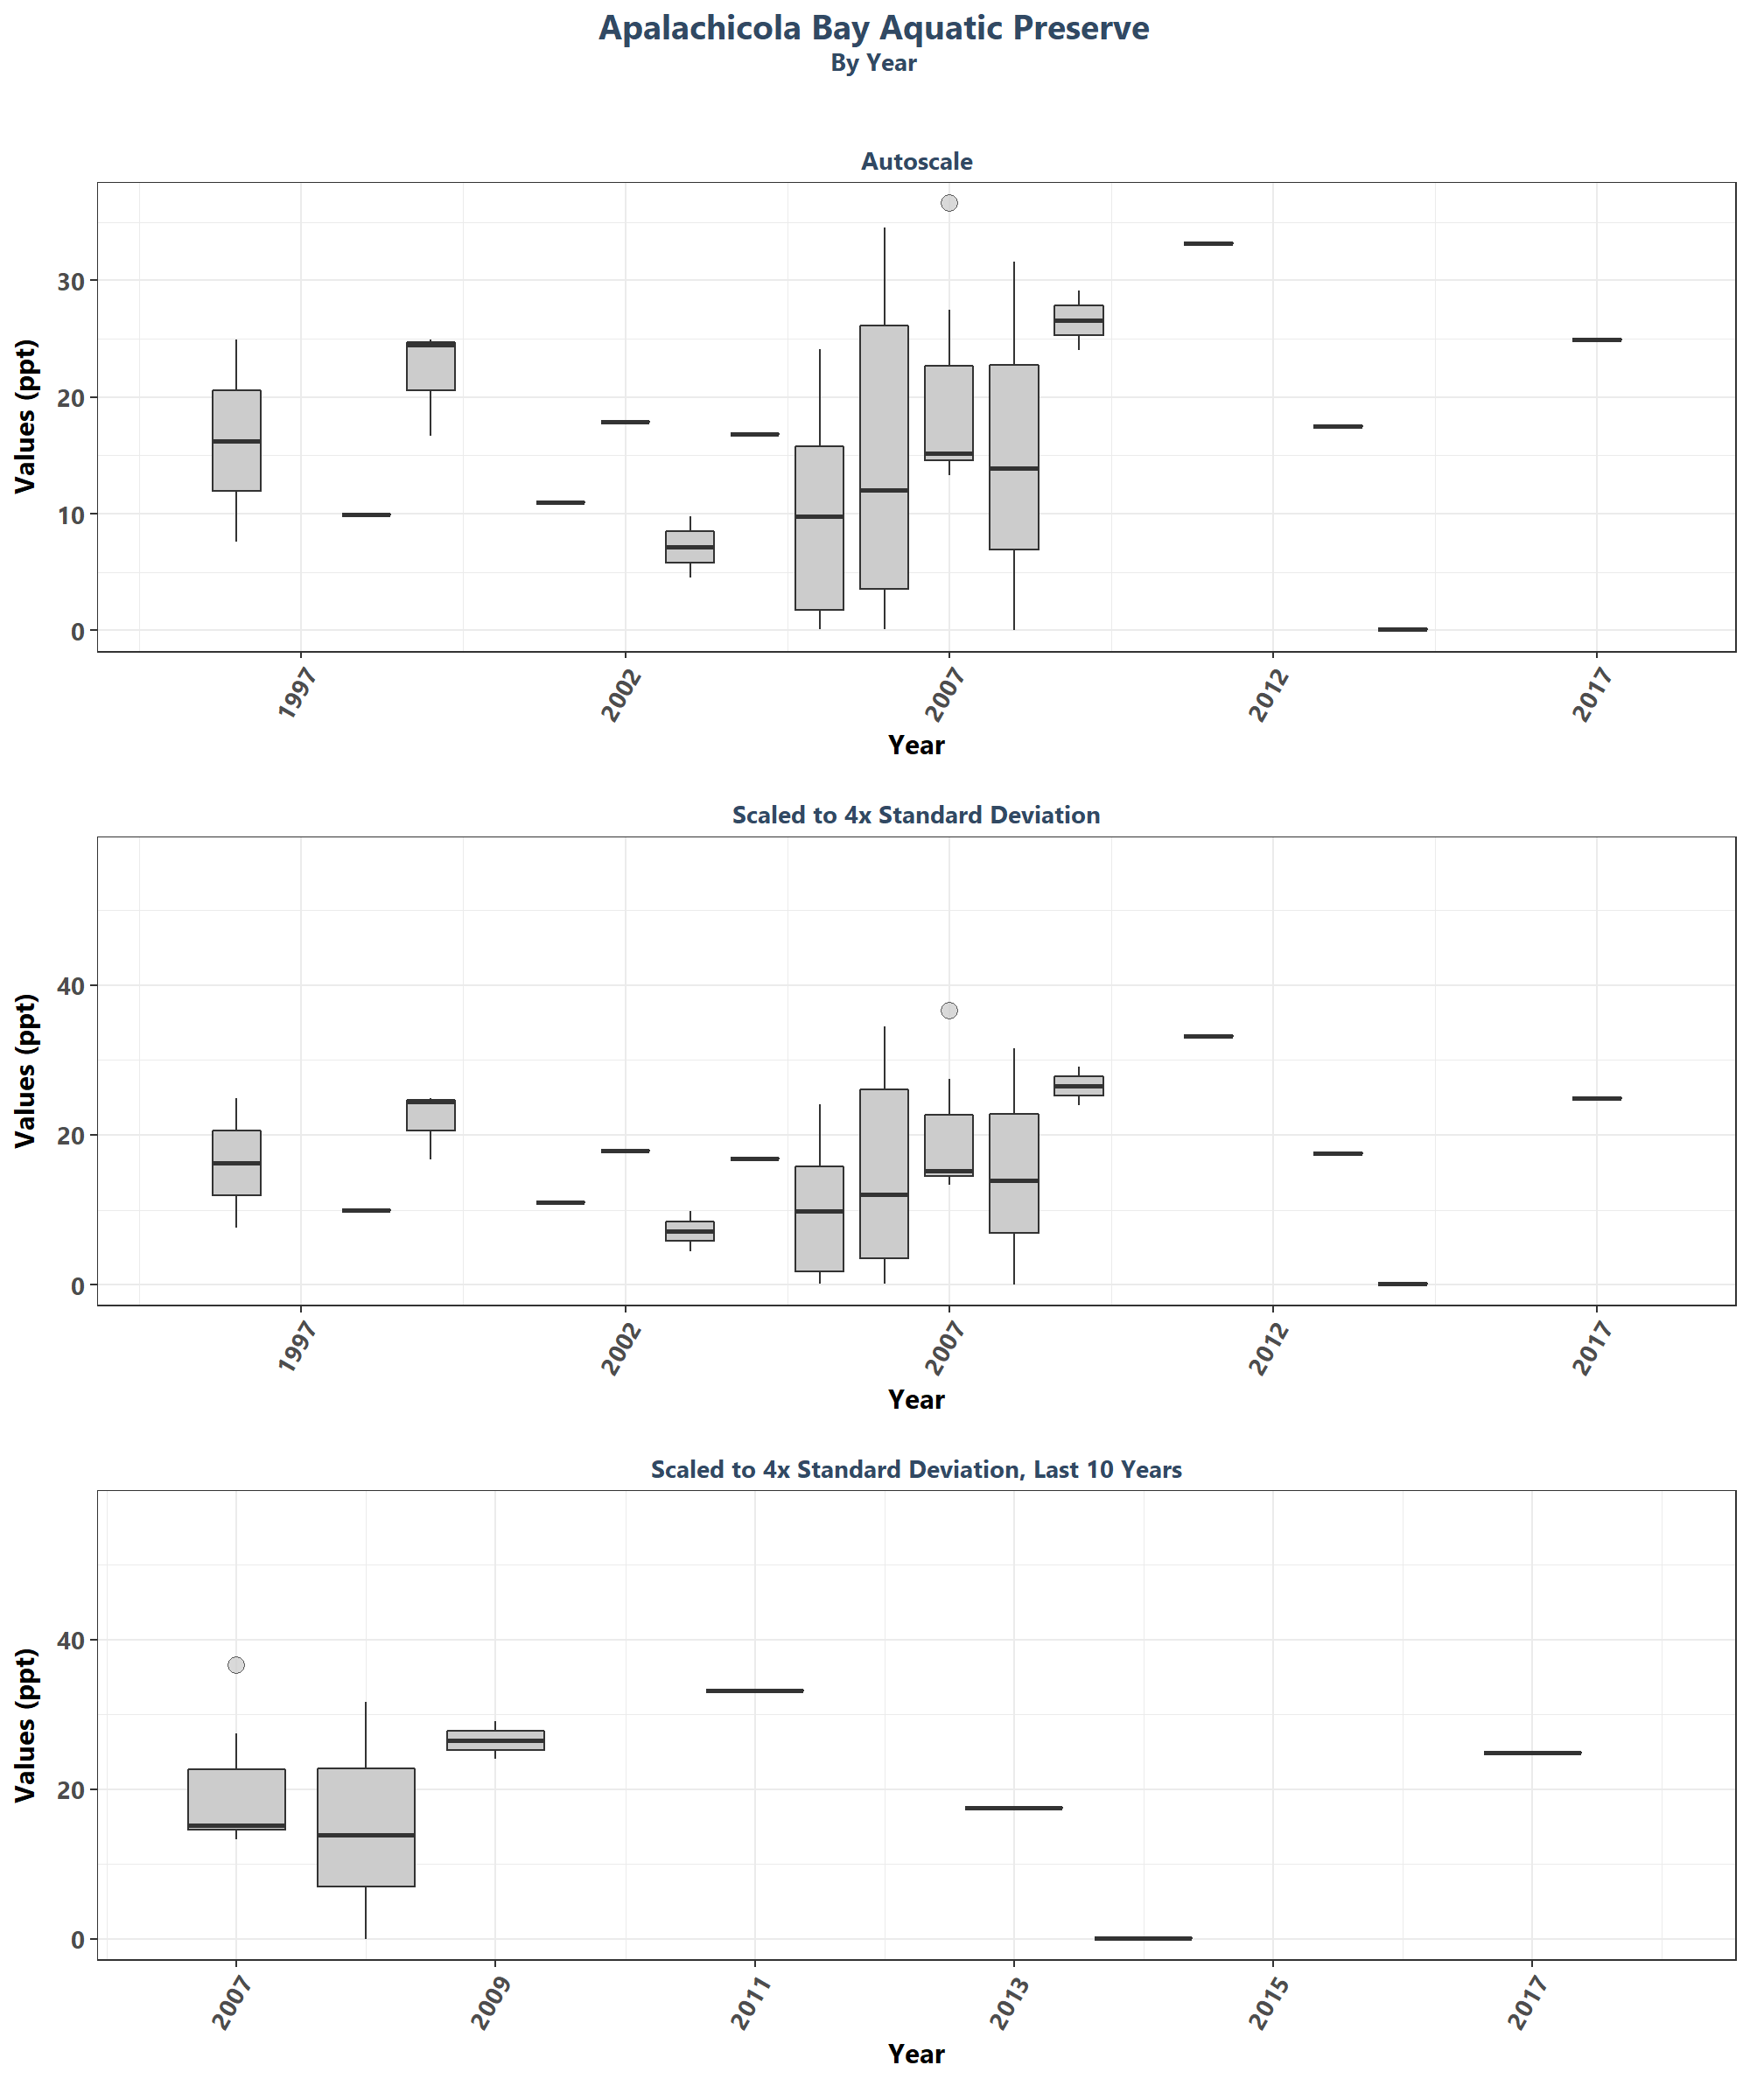 Apalachicola Bay Aquatic Preserve
By Year
Autoscale
Values (ppt)
30
20
10
0
1997 2002 2007 2012 2017
Year
Scaled to 4x Standard Deviation
Values (ppt)
40
20
0
1997 2002 2007 2012 2017
Year
Scaled to 4x Standard Deviation, Last 10 Years
Values (ppt)
40
20
0
2007 2009 2011 2013 2015 2017
Year